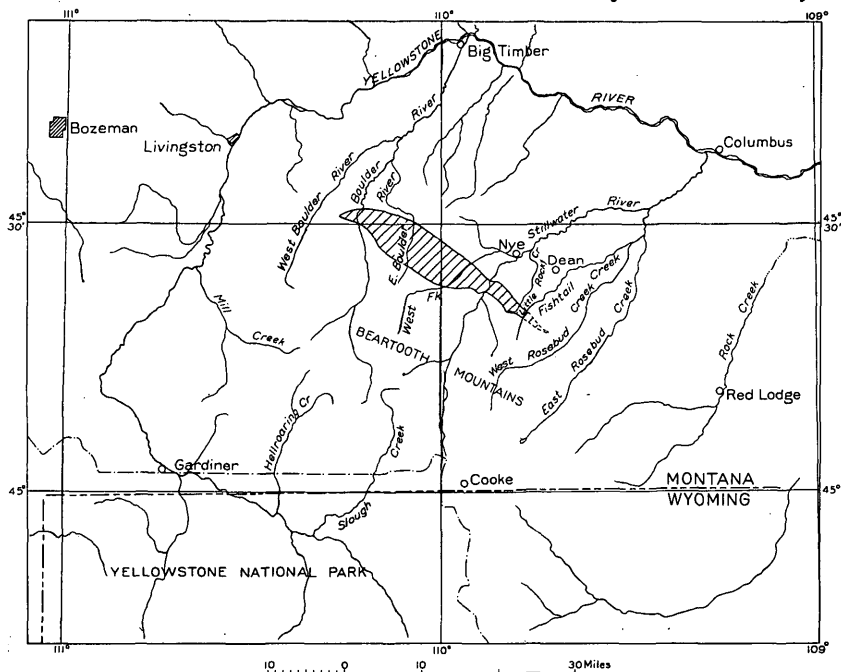 111°
110°
109°
YELLOWSTONE
Big Timber
RIVER
Bozeman
Livingston
River
Columbus
River
Boulder
River
West Boulder
45°
30'
45°
30'
Stillwater
River
Nye
Dean
E. Boulder
Little Rocky Cr
Fishtail Creek
West
FK
Mill
Creek
BEARTOOTH
MOUNTAINS
West
Rosebud
Creek
East
Rosebud
Creek
Rock Creek
Red Lodge
Hellroaring Cr
Creek
Slough
Gardiner
Cooke
MONTANA
WYOMING
45°
45°
YELLOWSTONE NATIONAL PARK
111°
110°
109°
10 0 10 30 Miles